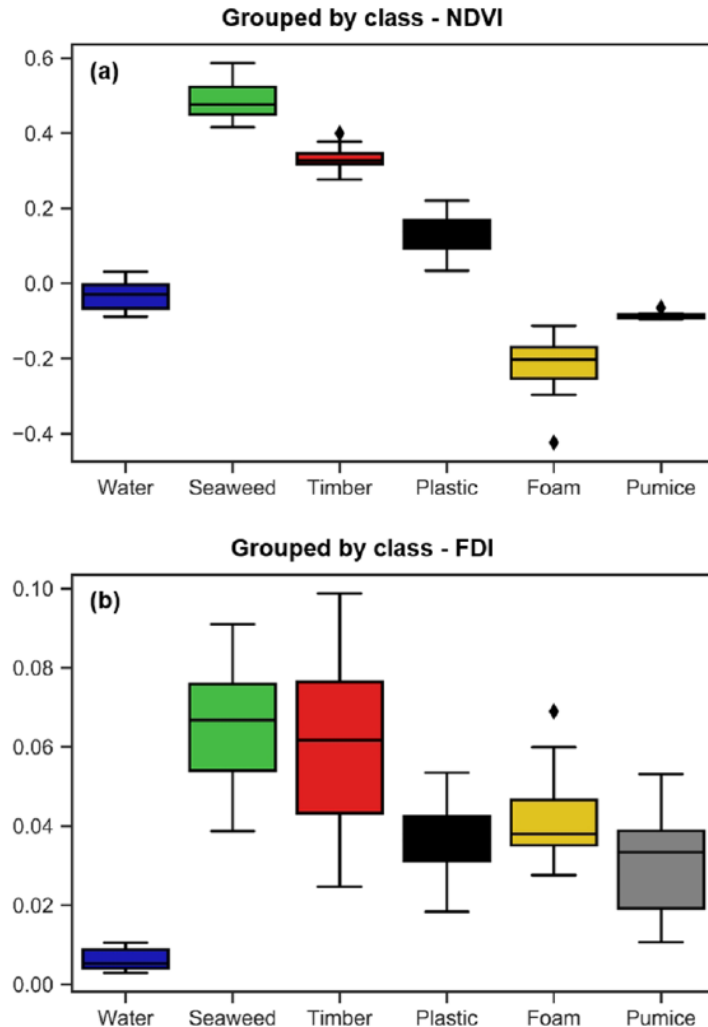 Grouped by class - NDVI
(a)
0.6
0.4
0.2
0.0
−0.2
−0.4
Water Seaweed Timber Plastic Foam Pumice
Grouped by class - FDI
(b)
0.10
0.08
0.06
0.04
0.02
0.00
Water Seaweed Timber Plastic Foam Pumice